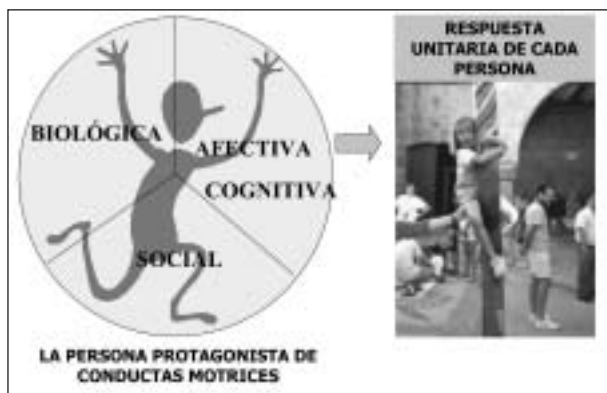 BIOLÓGICA
AFECTIVA
COGNITIVA
SOCIAL
LA PERSONA PROTAGONISTA DE
CONDUCTAS MOTRICES
RESPUESTA
UNITARIA DE CADA
PERSONA